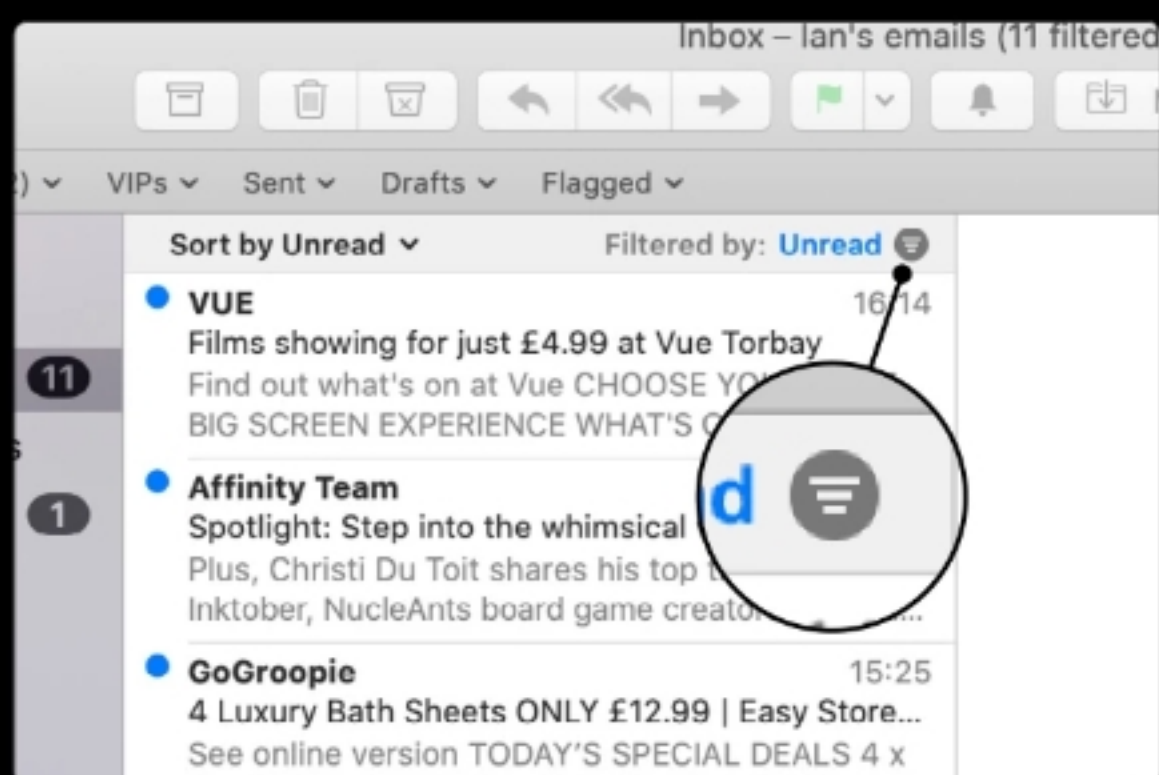 Inbox – Ian's emails (11 filtered
2) VIPs Sent Drafts Flagged
Sort by Unread Filtered by: Unread
VUE 16:14
Films showing for just £4.99 at Vue Torbay
11
Find out what's on at Vue CHOOSE
BIG SCREEN EXPERIENCE WHAT'S
s
Affinity Team
d
1
Spotlight: Step into the whimsical
Plus, Christi Du Toit shares his top
Inktober, NucleAnts board game ...
GoGroopie 15:25
4 Luxury Bath Sheets ONLY £12.99 | Easy Store...
See online version TODAY'S SPECIAL DEALS 4 x